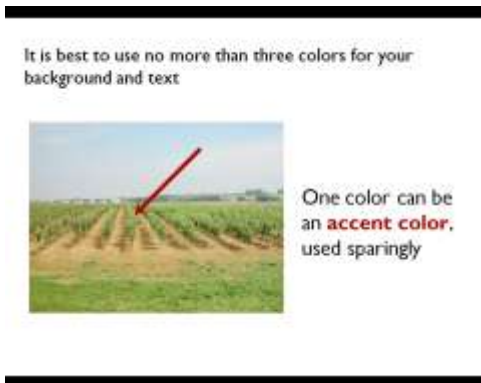 It is best to use no more than three colors for your
background and text
One color can be
an accent color,
used sparingly